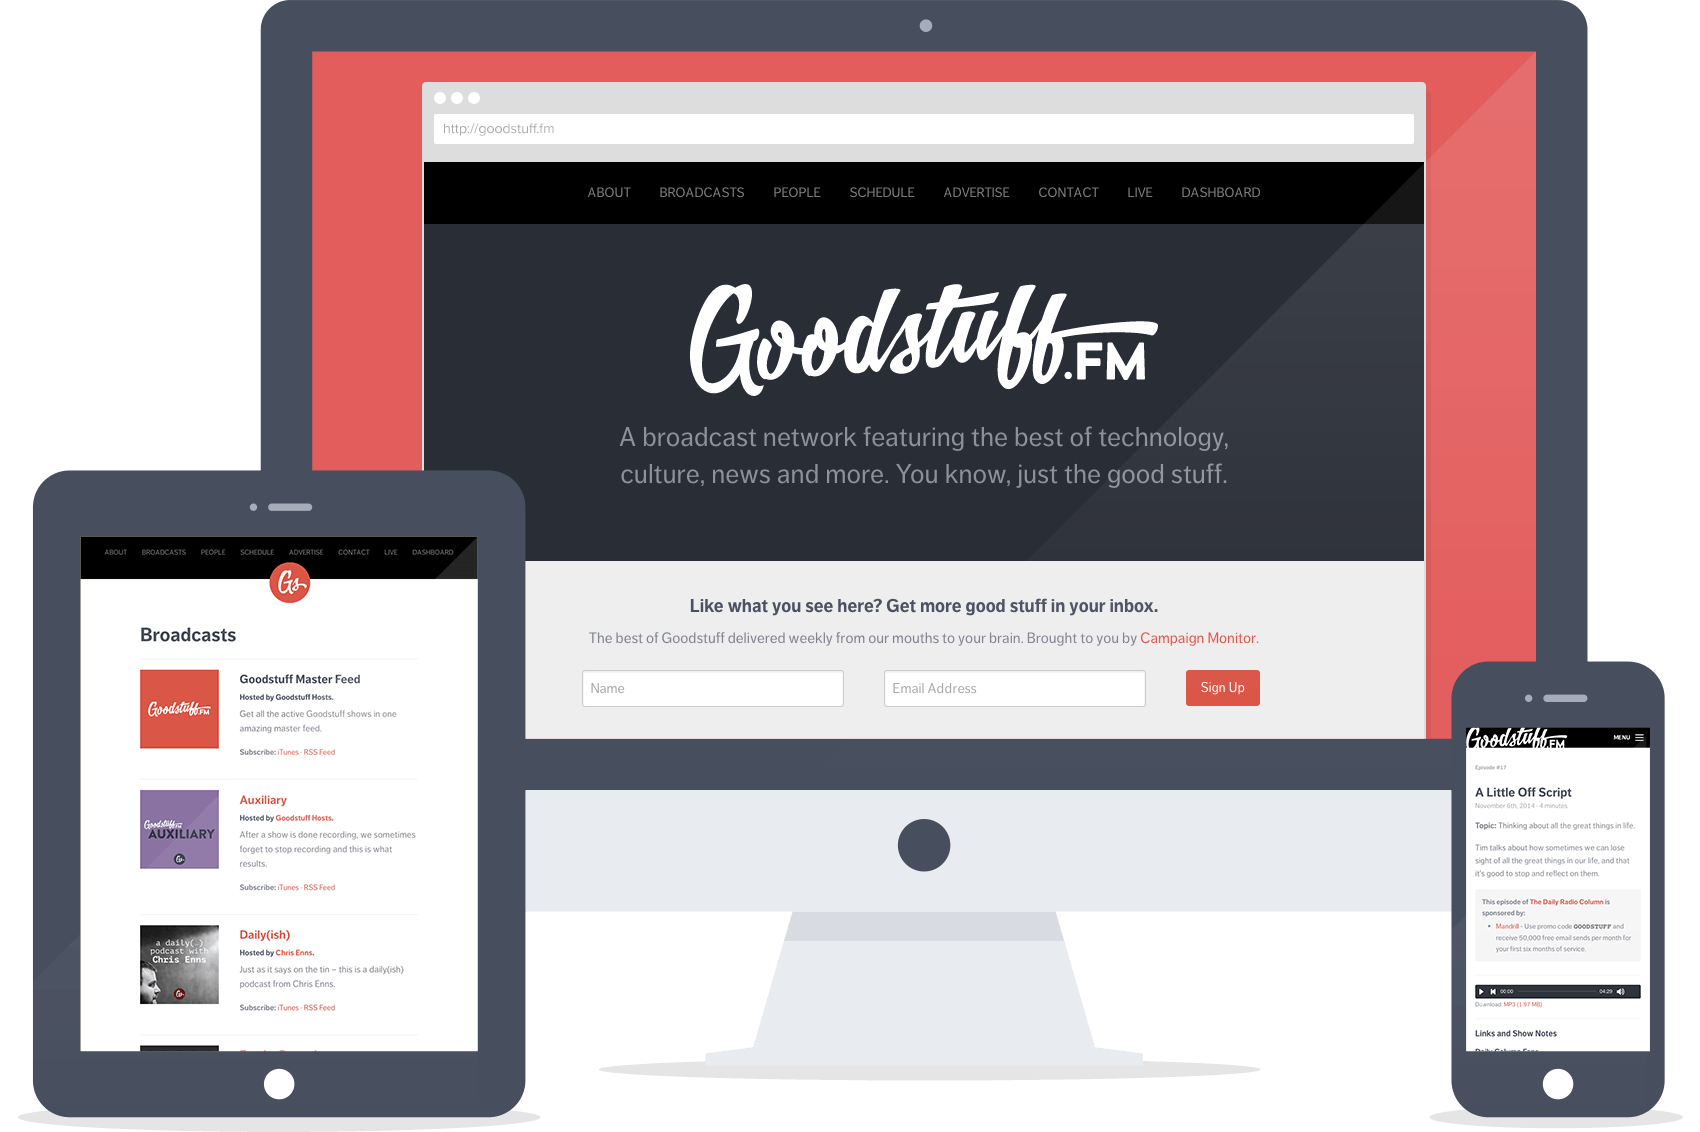 http://goodstuff.fm
ABOUT BROADCASTS PEOPLE SCHEDULE ADVERTISE CONTACT LIVE DASHBOARD
Goodstuff.FM
A broadcast network featuring the best of technology,
culture, news and more. You know, just the good stuff.
Like what you see here? Get more good stuff in your inbox.
The best of Goodstuff delivered weekly from our mouths to your brain. Brought to you by Campaign Monitor.
Name Email Address Sign Up
ABOUT BROADCASTS PEOPLE SCHEDULE ADVERTISE CONTACT LIVE DASHBOARD
Gs
Broadcasts
Goodstuff.FM
Goodstuff Master Feed
Hosted by Goodstuff Hosts.
Get all the active Goodstuff shows in one
amazing master feed.
Subscribe: iTunes · RSS Feed
Goodstuff.FM
AUXILIARY
Gs
Auxiliary
Hosted by Goodstuff Hosts.
After a show is done recording, we sometimes
forget to stop recording and this is what
results.
Subscribe: iTunes · RSS Feed
a daily(…)
podcast with
Chris Enns
Gs
Daily(ish)
Hosted by Chris Enns.
Just as it says on the tin – this is a daily(ish)
podcast from Chris Enns.
Subscribe: iTunes · RSS Feed
Goodstuff.FM MENU
Episode #17
A Little Off Script
November 6th, 2014 · 4 minutes
Topic: Thinking about all the great things in life.
Tim talks about how sometimes we can lose
sight of all the great things in our life, and that
it's good to stop and reflect on them.
This episode of The Daily Radio Column is
sponsored by:
• Mandrill - Use promo code GOODSTUFF and
receive 50,000 free email sends per month for
your first six months of service.
00:00 04:29
Download: MP3 (1.97 MB)
Links and Show Notes